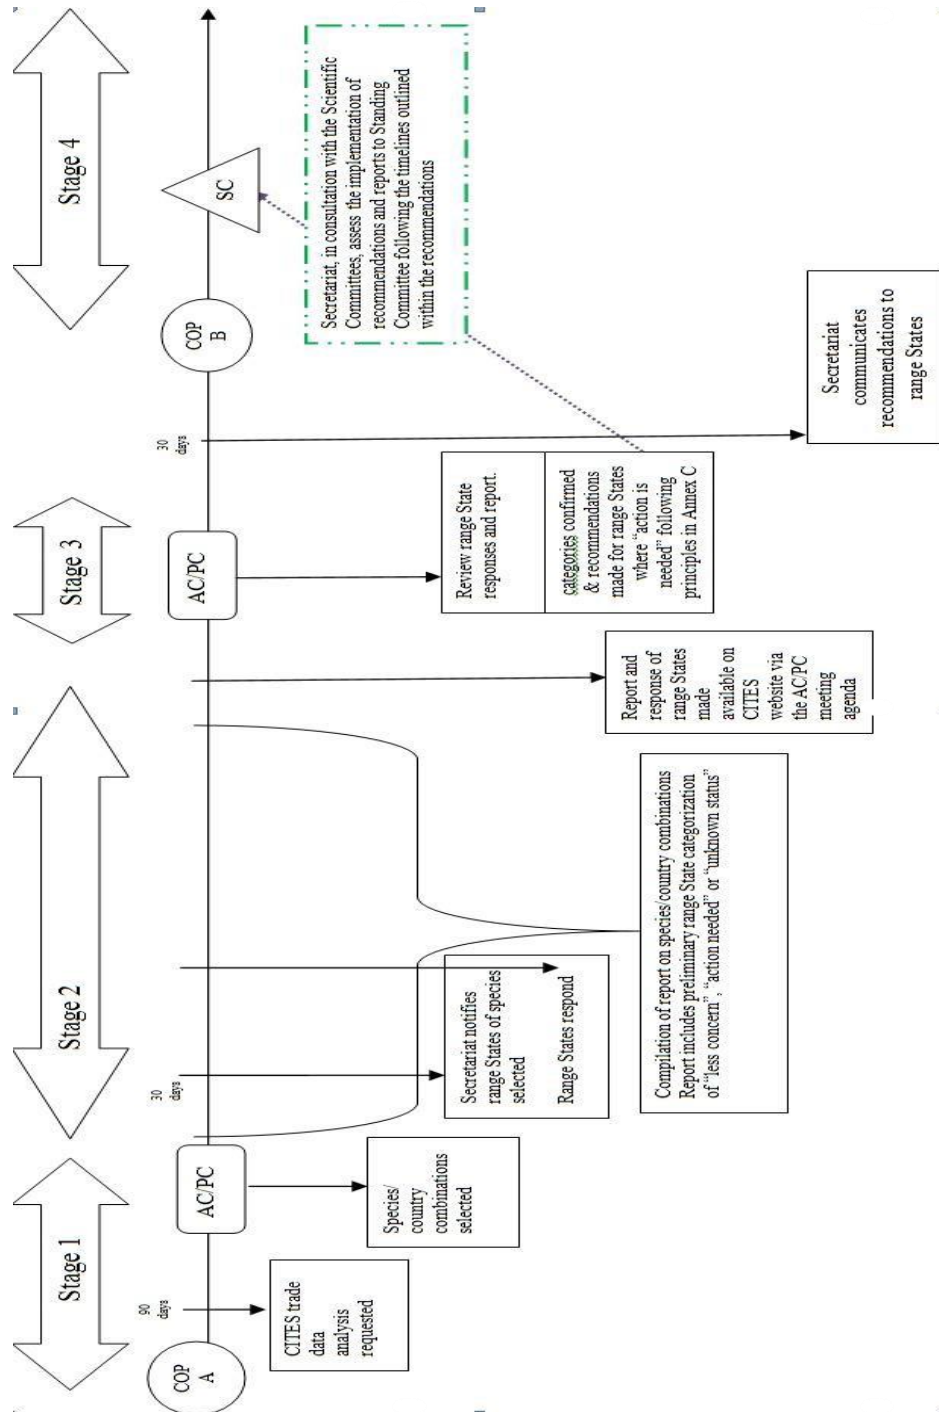 Stage 1
Stage 2
Stage 3
Stage 4
COP
A
90
days
AC/PC
30
days
AC/PC
30
days
COP
B
SC
CITES trade
data
analysis
requested
Species/
country
combinations
selected
Secretariat notifies
range States of species
selected
Range States respond
Compilation of report on species/country combinations
Report includes preliminary range State categorization
of “less concern”, “action needed” or “unknown status”
Report and
response of
range States
made
available on
CITES
website via
the AC/PC
meeting
agenda
Review range State
responses and report.
categories confirmed
& recommendations
made for range States
where “action is
needed” following
principles in Annex C
Secretariat
communicates
recommendations to
range States
Secretariat, in consultation with the Scientific
Committees, assess the implementation of
recommendations and reports to Standing
Committee following the timelines outlined
within the recommendations